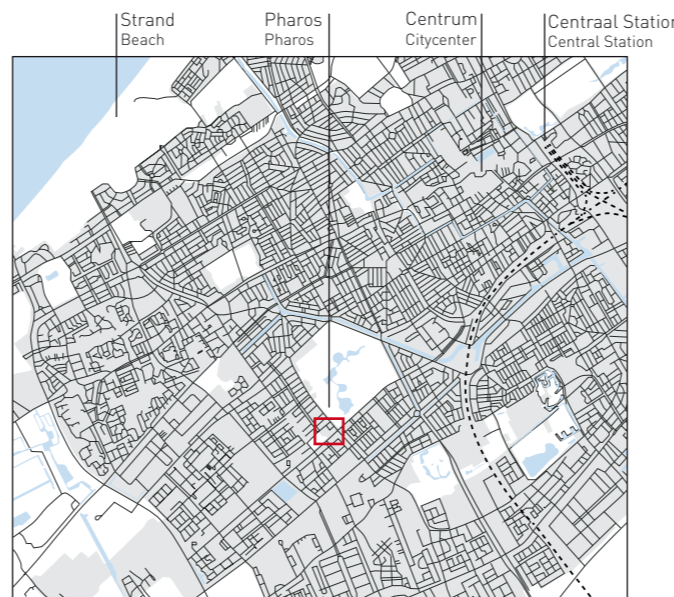 Strand
Beach
Pharos
Pharos
Centrum
Citycenter
Centraal Station
Central Station